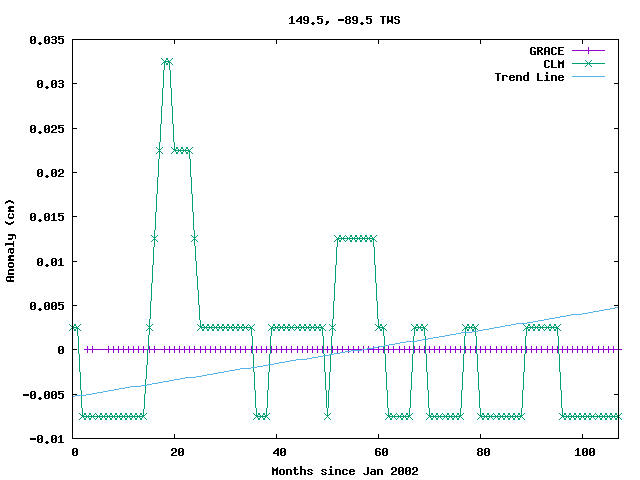 149.5, -89.5 TWS
GRACE
CLM
Trend Line
0.035
0.03
0.025
0.02
0.015
0.01
0.005
0
-0.005
-0.01
Anomaly (cm)
0 20 40 60 80 100
Months since Jan 2002